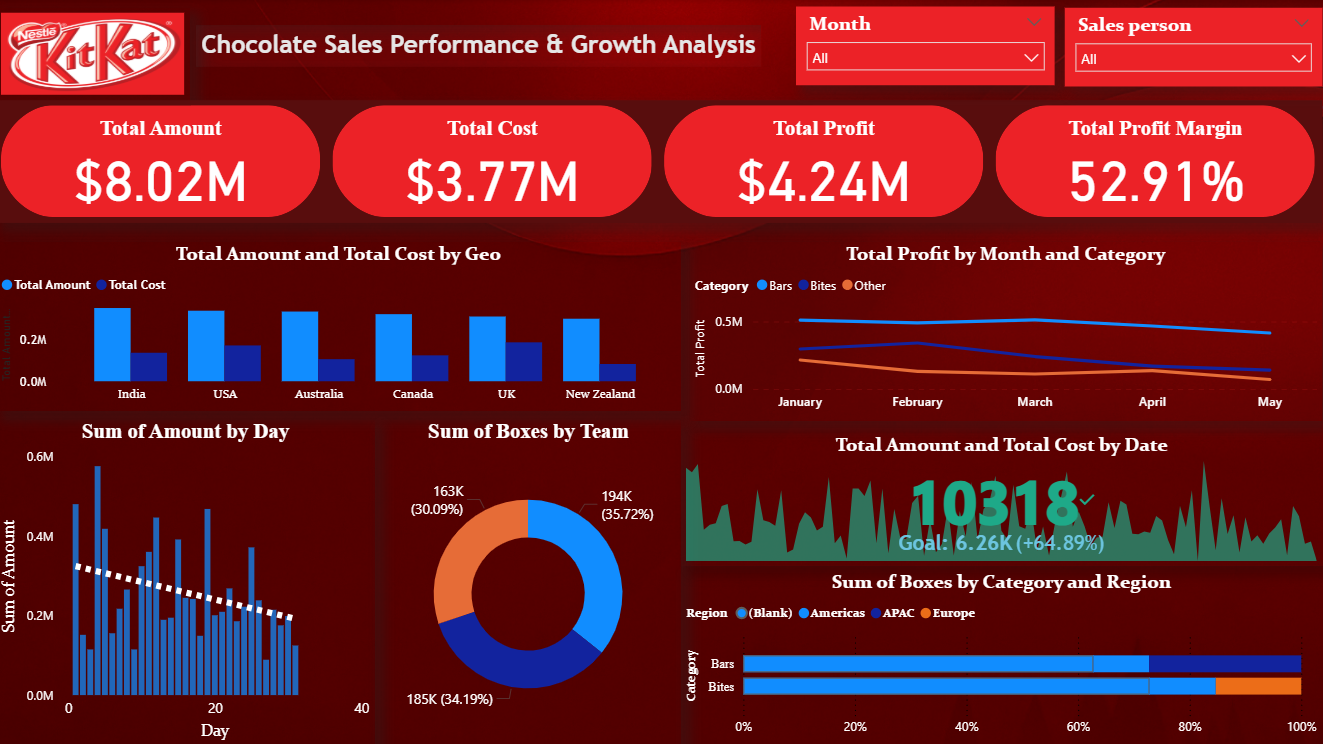 Nestle
KitKat
®
Chocolate Sales Performance & Growth Analysis
Month
All
Sales person
All
Total Amount
$8.02M
Total Cost
$3.77M
Total Profit
$4.24M
Total Profit Margin
52.91%
Total Amount and Total Cost by Geo
Total Amount Total Cost
Total Amount
0.2M
0.0M
India USA Australia Canada UK New Zealand
Total Profit by Month and Category
Category Bars Bites Other
Total Profit
0.5M
0.0M
January February March April May
Sum of Amount by Day
Sum of Amount
0.6M
0.4M
0.2M
0.0M
0 20 40
Day
Sum of Boxes by Team
163K
(30.09%)
194K
(35.72%)
185K (34.19%)
Total Amount and Total Cost by Date
10318
Goal: 6.26K (+64.89%)
Sum of Boxes by Category and Region
Region (Blank) Americas APAC Europe
Category
Bars
Bites
0% 20% 40% 60% 80% 100%